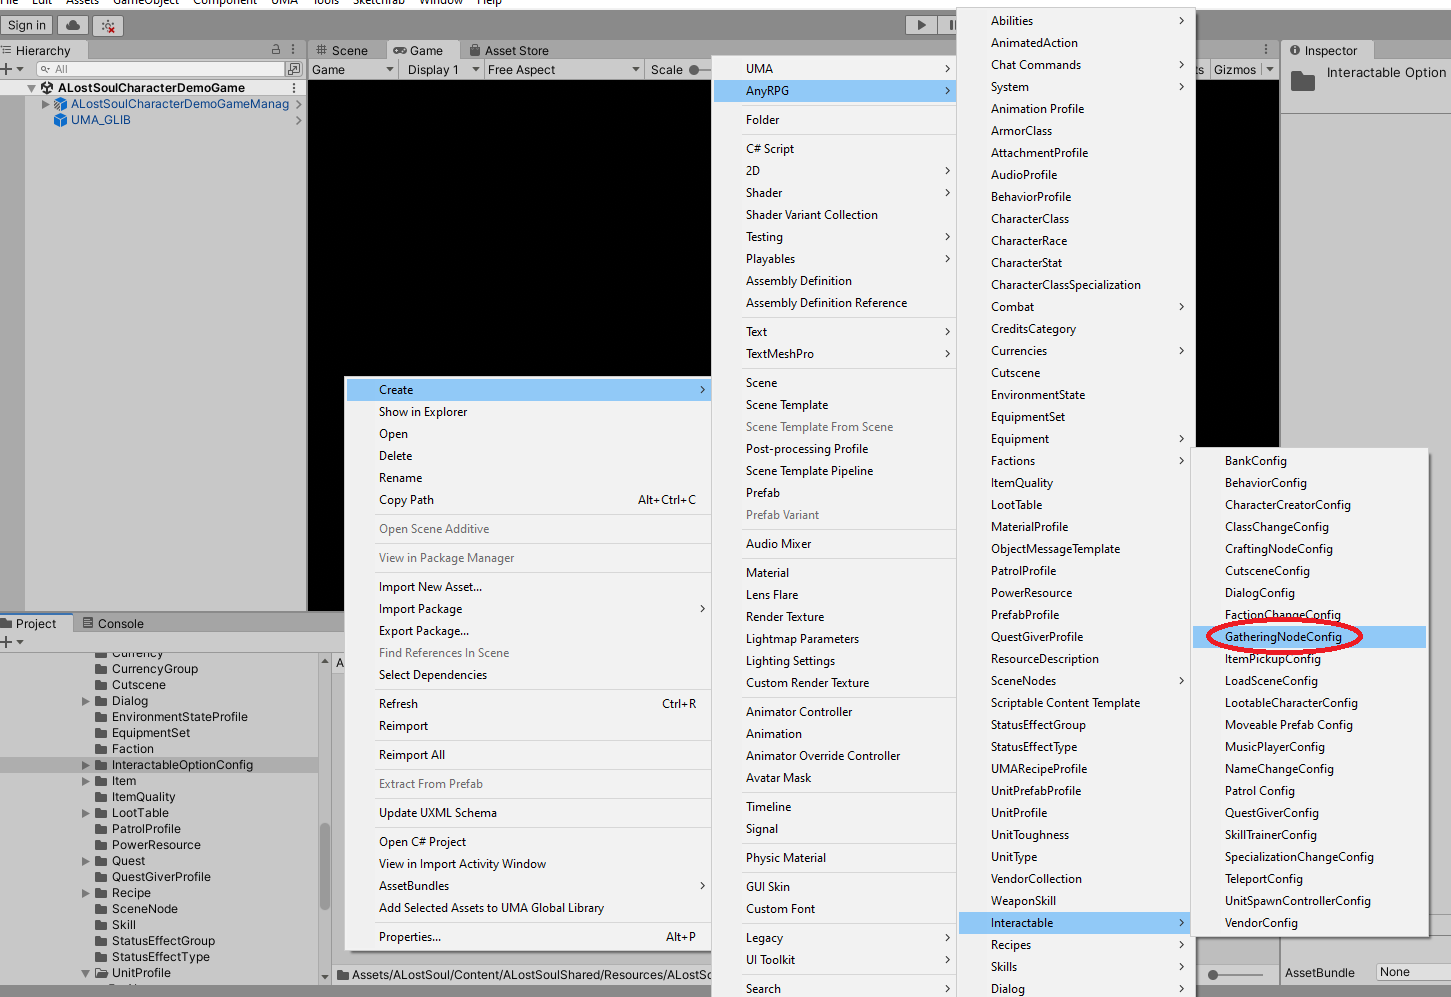 File Edit Assets GameObject Component UMA Tools Sketchfab Window Help
Sign in
Hierarchy
All
ALostSoulCharacterDemoGame
ALostSoulCharacterDemoGameManag
UMA_GLIB
Scene
Game
Asset Store
Game
Display 1
Free Aspect
Scale
ts
Gizmos
Inspector
Interactable Option
Create
Show in Explorer
Open
Delete
Rename
Copy Path Alt+Ctrl+C
Open Scene Additive
View in Package Manager
Import New Asset...
Import Package
Export Package...
Find References In Scene
Select Dependencies
Refresh Ctrl+R
Reimport
Reimport All
Extract From Prefab
Update UXML Schema
Open C# Project
View in Import Activity Window
AssetBundles
Add Selected Assets to UMA Global Library
Properties... Alt+P
UMA
AnyRPG
Folder
C# Script
2D
Shader
Shader Variant Collection
Testing
Playables
Assembly Definition
Assembly Definition Reference
Text
TextMeshPro
Scene
Scene Template
Scene Template From Scene
Post-processing Profile
Scene Template Pipeline
Prefab
Prefab Variant
Audio Mixer
Material
Lens Flare
Render Texture
Lightmap Parameters
Lighting Settings
Custom Render Texture
Animator Controller
Animation
Animator Override Controller
Avatar Mask
Timeline
Signal
Physic Material
GUI Skin
Custom Font
Legacy
UI Toolkit
Search
Abilities
AnimatedAction
Chat Commands
System
Animation Profile
ArmorClass
AttachmentProfile
AudioProfile
BehaviorProfile
CharacterClass
CharacterRace
CharacterStat
CharacterClassSpecialization
Combat
CreditsCategory
Currencies
Cutscene
EnvironmentState
EquipmentSet
Equipment
Factions
ItemQuality
LootTable
MaterialProfile
ObjectMessageTemplate
PatrolProfile
PowerResource
PrefabProfile
QuestGiverProfile
ResourceDescription
SceneNodes
Scriptable Content Template
StatusEffectGroup
StatusEffectType
UMARecipeProfile
UnitPrefabProfile
UnitProfile
UnitToughness
UnitType
VendorCollection
WeaponSkill
Interactable
Recipes
Skills
Dialog
BankConfig
BehaviorConfig
CharacterCreatorConfig
ClassChangeConfig
CraftingNodeConfig
CutsceneConfig
DialogConfig
FactionChangeConfig
GatheringNodeConfig
ItemPickupConfig
LoadSceneConfig
LootableCharacterConfig
Moveable Prefab Config
MusicPlayerConfig
NameChangeConfig
Patrol Config
QuestGiverConfig
SkillTrainerConfig
SpecializationChangeConfig
TeleportConfig
UnitSpawnControllerConfig
VendorConfig
Project
Console
A
Currency
CurrencyGroup
Cutscene
Dialog
EnvironmentStateProfile
EquipmentSet
Faction
InteractableOptionConfig
Item
ItemQuality
LootTable
PatrolProfile
PowerResource
Quest
QuestGiverProfile
Recipe
SceneNode
Skill
StatusEffectGroup
StatusEffectType
UnitProfile
Assets/ALostSoul/Content/ALostSoulShared/Resources/ALostSo
AssetBundle
None